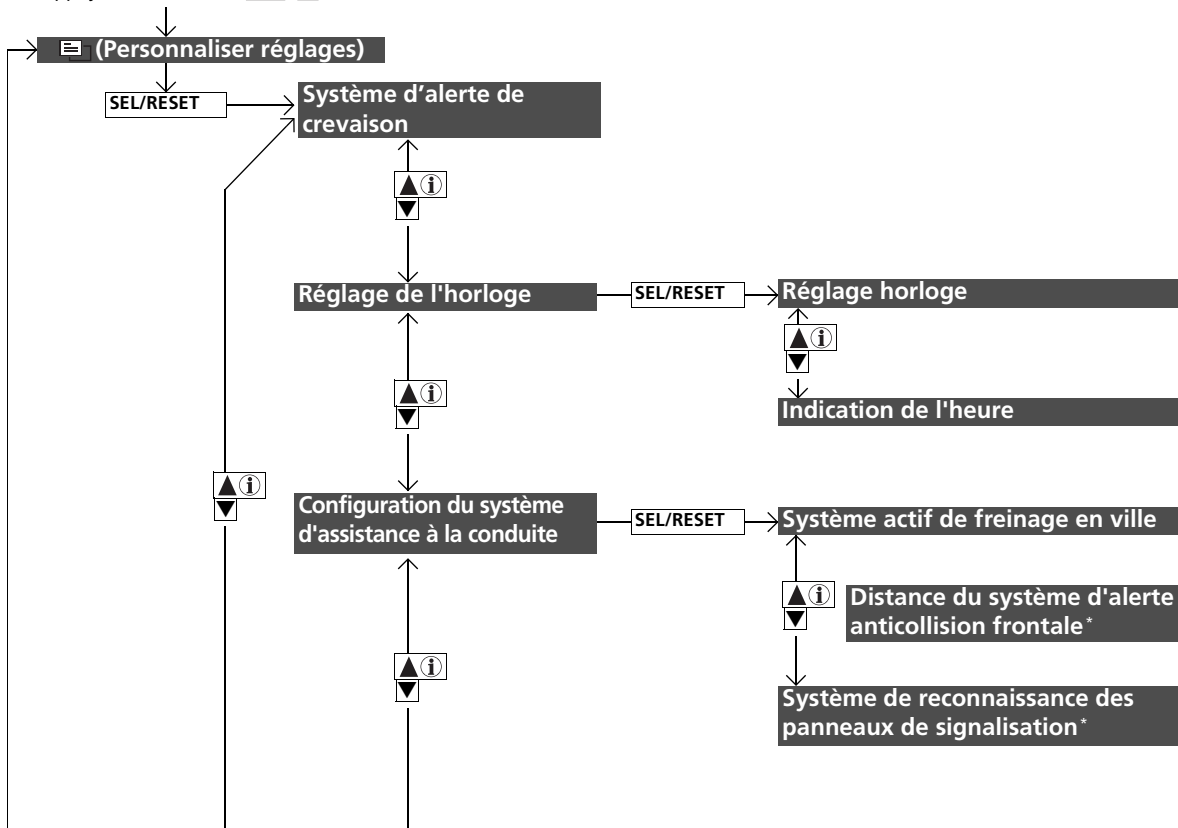 (Personnaliser réglages)
SEL/RESET
Système d’alerte de
crevaison
Réglage de l'horloge
SEL/RESET
Réglage horloge
Indication de l'heure
Configuration du système
d'assistance à la conduite
SEL/RESET
Système actif de freinage en ville
Distance du système d'alerte
anticollision frontale*
Système de reconnaissance des
panneaux de signalisation*